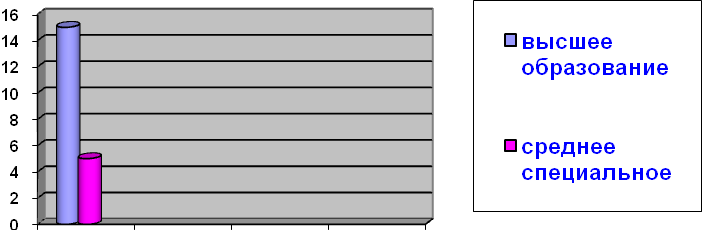 16
14
12
10
8
6
4
2
0
высшее
образование
среднее
специальное